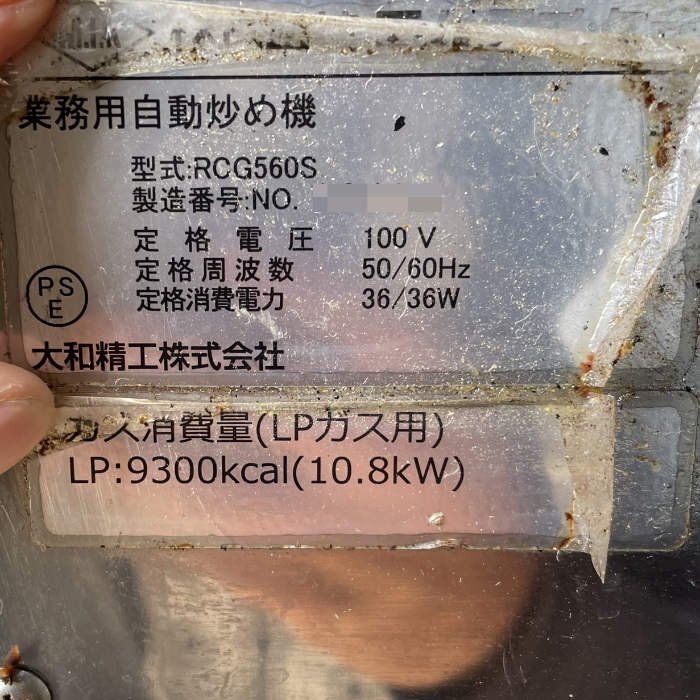 業務用自動炒め機
型式:RCG560S
製造番号:NO.
定格電圧 100 V
定格周波数 50/60Hz
定格消費電力 36/36W
PS
E
大和精工株式会社
ガス消費量(LPガス用)
LP:9300kcal(10.8kW)